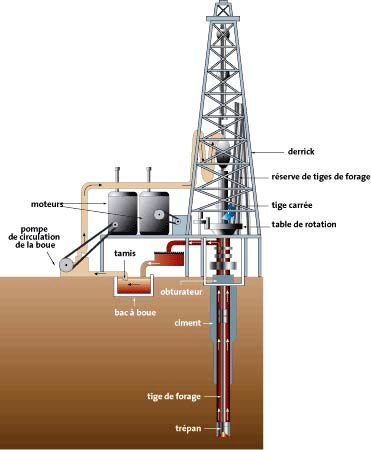 derrick
réserve de tiges de forage
tige carrée
table de rotation
moteurs
pompe
de circulation
de la boue
tamis
obturateur
bac à boue
ciment
tige de forage
trépan